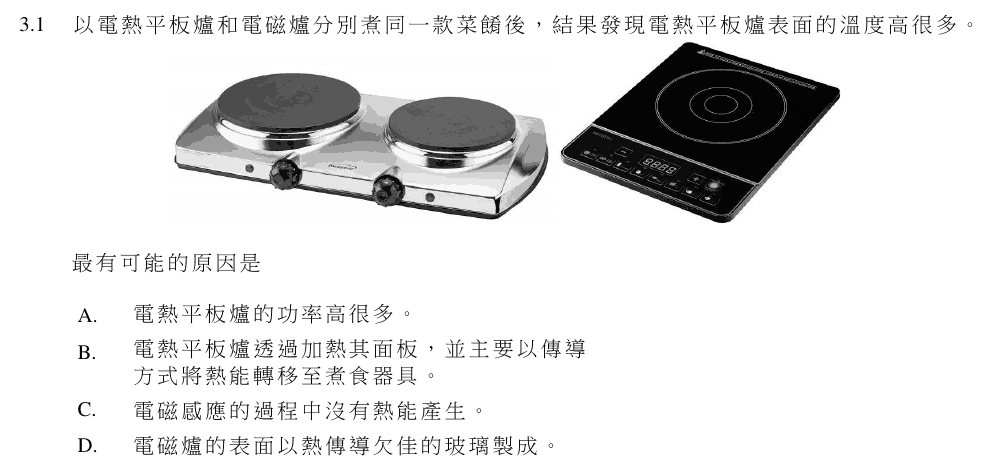 3.1 以電熱平板爐和電磁爐分別煮同一款菜餚後，結果發現電熱平板爐表面的溫度高很多。
8888
最有可能的原因是
A. 電熱平板爐的功率高很多。
B. 電熱平板爐透過加熱其面板，並主要以傳導
方式將熱能轉移至煮食器具。
C. 電磁感應的過程中沒有熱能產生。
D. 電磁爐的表面以熱傳導欠佳的玻璃製成。